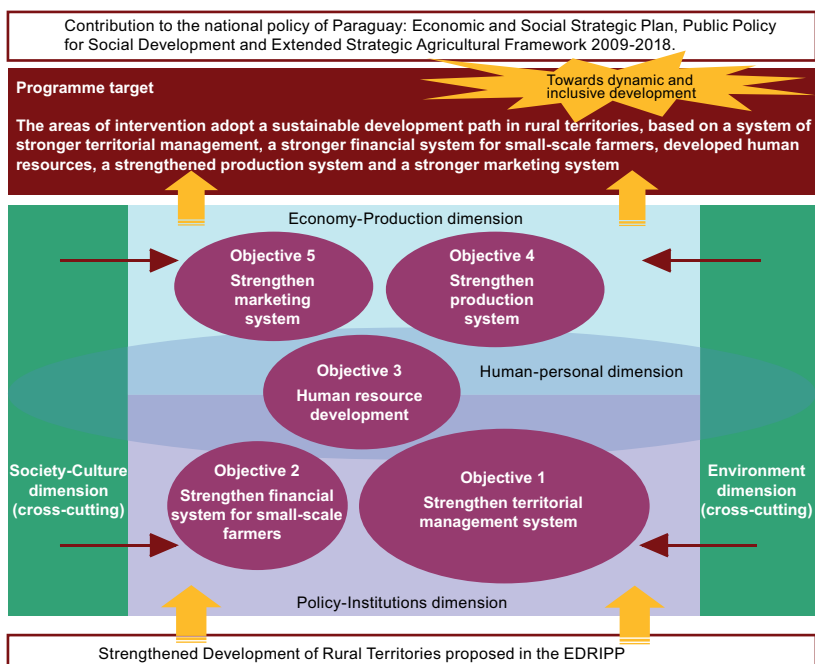 Contribution to the national policy of Paraguay: Economic and Social Strategic Plan, Public Policy
for Social Development and Extended Strategic Agricultural Framework 2009-2018.
Towards dynamic and
inclusive development
Programme target
The areas of intervention adopt a sustainable development path in rural territories, based on a system of
stronger territorial management, a stronger financial system for small-scale farmers, developed human
resources, a strengthened production system and a stronger marketing system
Economy-Production dimension
Objective 5
Strengthen
marketing
system
Objective 4
Strengthen
production
system
Objective 3
Human resource
development
Human-personal dimension
Society-Culture
dimension
(cross-cutting)
Objective 2
Strengthen financial
system for small-scale
farmers
Objective 1
Strengthen territorial
management system
Environment
dimension
(cross-cutting)
Policy-Institutions dimension
Strengthened Development of Rural Territories proposed in the EDRIPP